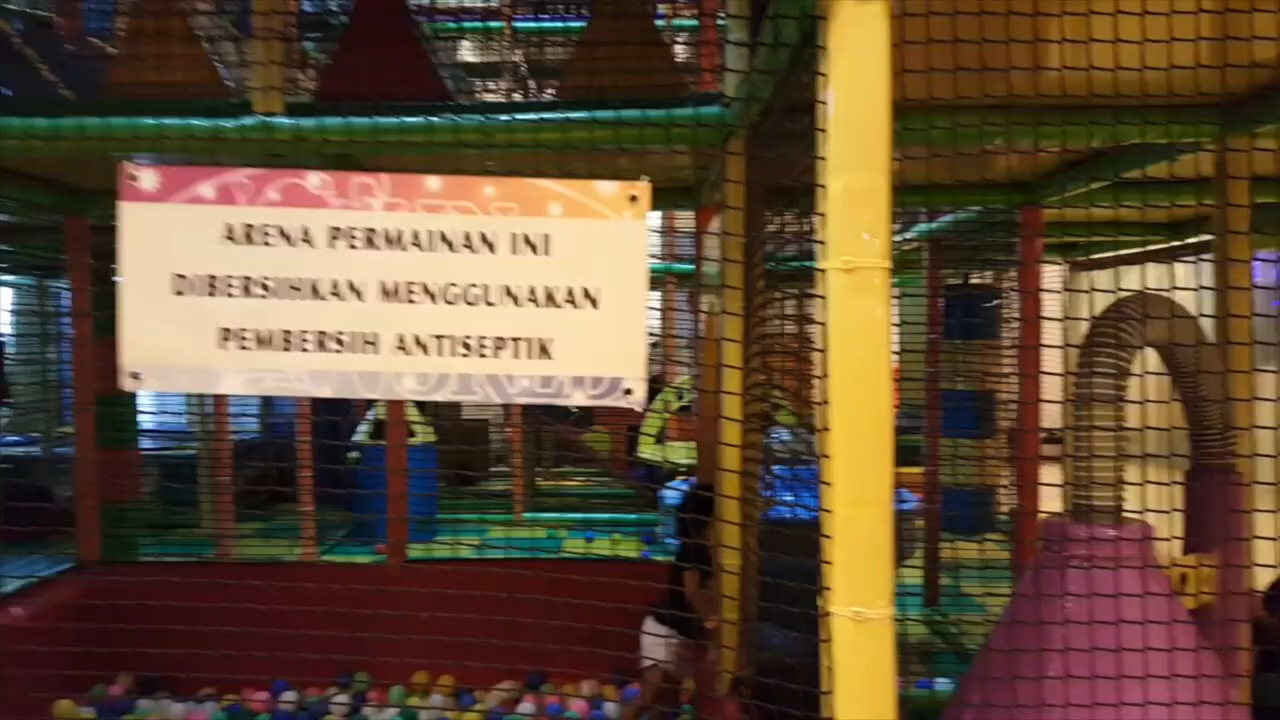 ARENA PERMAINAN INI
DIBERSIHKAN MENGGUNAKAN
PEMBERSIH ANTISEPTIK